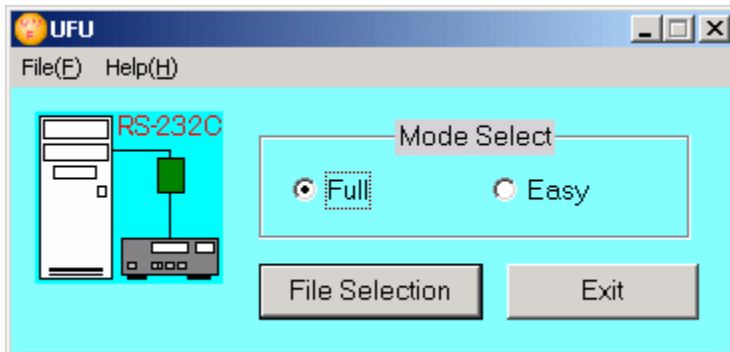 UFU
File(F) Help(H)
RS-232C
Mode Select
Full Easy
File Selection Exit